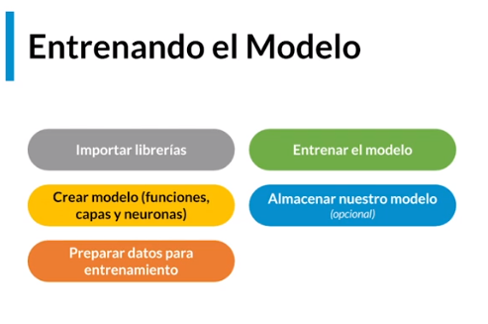 Entrenando el Modelo
Importar librerías
Crear modelo (funciones,
capas y neuronas)
Preparar datos para
entrenamiento
Entrenar el modelo
Almacenar nuestro modelo
(opcional)